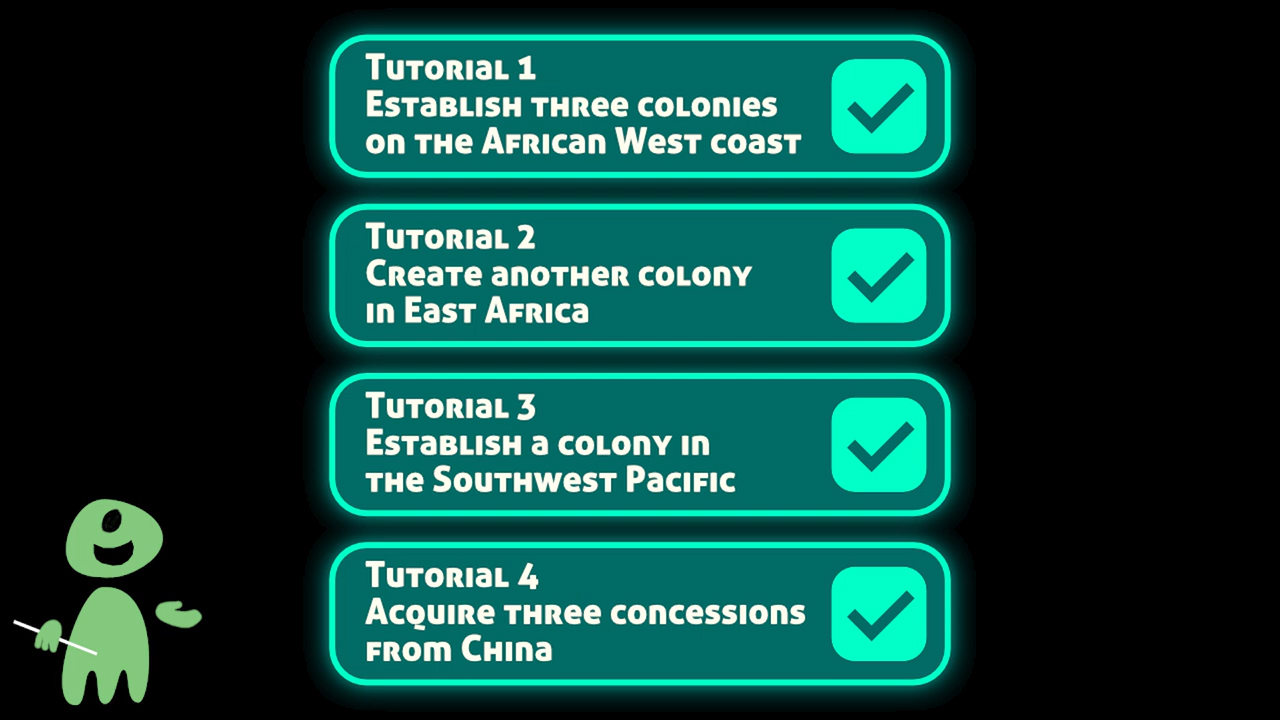 Tutorial 1
Establish three colonies
on the African West coast
Tutorial 2
Create another colony
in East Africa
Tutorial 3
Establish a colony in
the Southwest Pacific
Tutorial 4
Acquire three concessions
from China